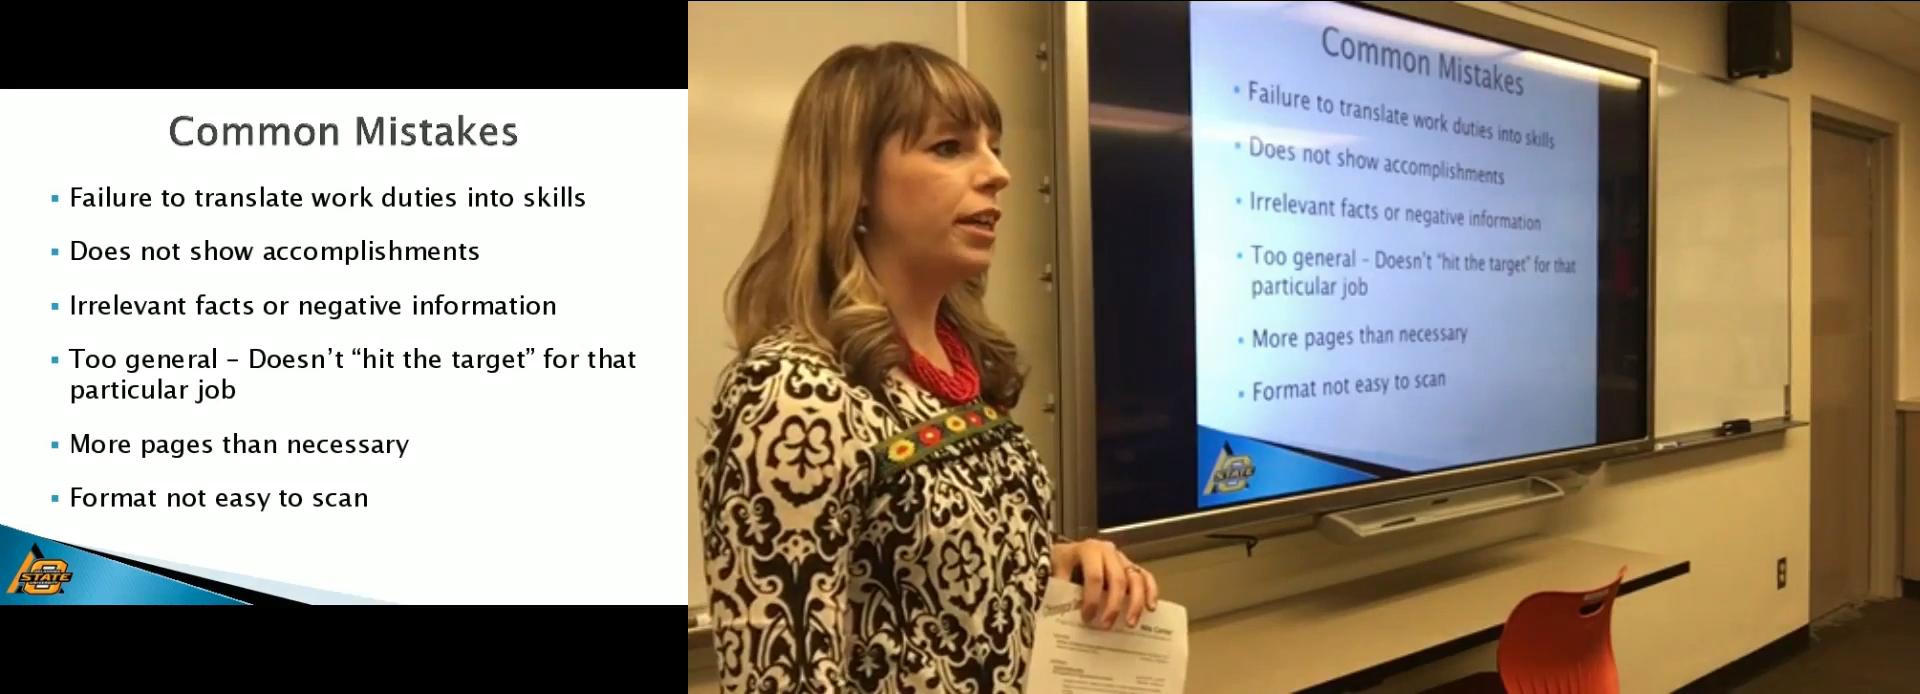 Common Mistakes
Failure to translate work duties into skills
Does not show accomplishments
Irrelevant facts or negative information
Too general – Doesn't “hit the target” for that
particular job
More pages than necessary
Format not easy to scan
STATE
Common Mistakes
Failure to translate work duties into skills
Does not show accomplishments
Irrelevant facts or negative information
Too general – Doesn't “hit the target” for that
particular job
More pages than necessary
Format not easy to scan
STATE